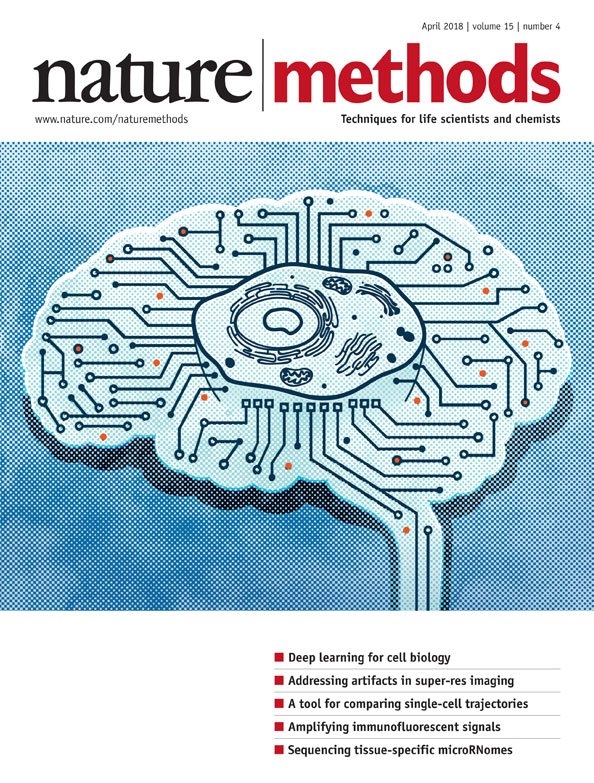 April 2018 | volume 15 | number 4
nature methods
www.nature.com/naturemethods
Techniques for life scientists and chemists
Deep learning for cell biology
Addressing artifacts in super-res imaging
A tool for comparing single-cell trajectories
Amplifying immunofluorescent signals
Sequencing tissue-specific microRNomes